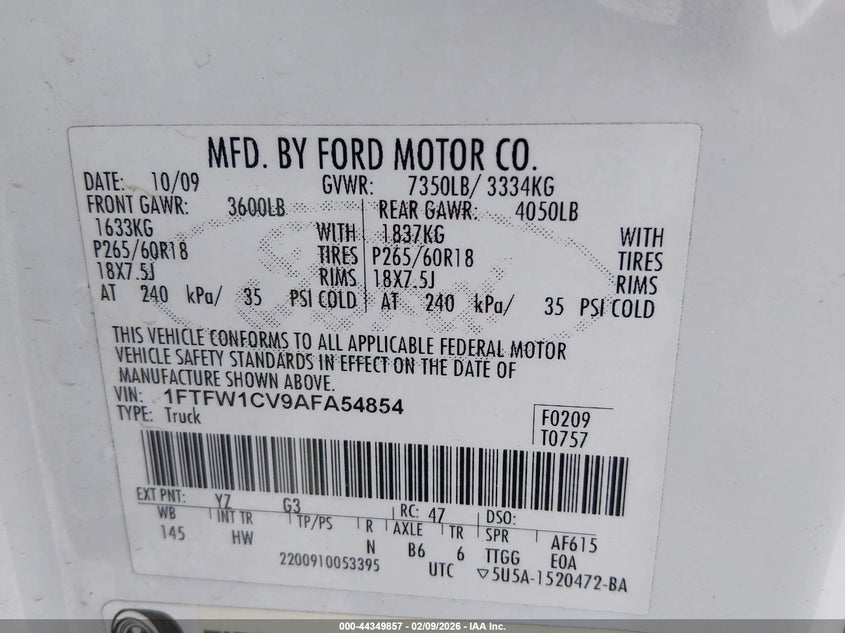 MFD. BY FORD MOTOR CO.
DATE: 10/09 GVWR: 7350LB/ 3334KG
FRONT GAWR: 3600LB REAR GAWR: 4050LB
1633KG WITH 1837KG WITH
P265/60R18 TIRES P265/60R18 TIRES
18X7.5J RIMS 18X7.5J RIMS
AT 240 kPa/ 35 PSI COLD AT 240 kPa/ 35 PSI COLD
THIS VEHICLE CONFORMS TO ALL APPLICABLE FEDERAL MOTOR
VEHICLE SAFETY STANDARDS IN EFFECT ON THE DATE OF
MANUFACTURE SHOWN ABOVE.
VIN: 1FTFW1CV9AFA54854
TYPE: Truck
F0209
T0757
EXT PNT: YZ G3 RC: 47 DSO:
WB INT TR TP/PS R AXLE TR SPR AF615
145 HW N B6 6 TTGG E0A
2200910053395 UTC ▽5U5A-1520472-BA
000-44349857 - 02/09/2026 - IAA Inc.